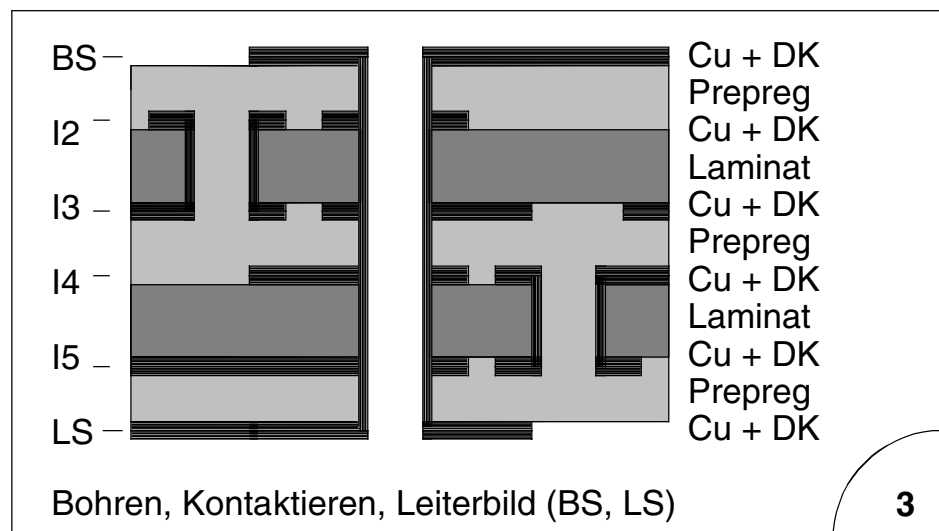 BS Cu + DK
Prepreg
I2 Cu + DK
Laminat
I3 Cu + DK
Prepreg
I4 Cu + DK
Laminat
I5 Cu + DK
Prepreg
LS Cu + DK
Bohren, Kontaktieren, Leiterbild (BS, LS) 3